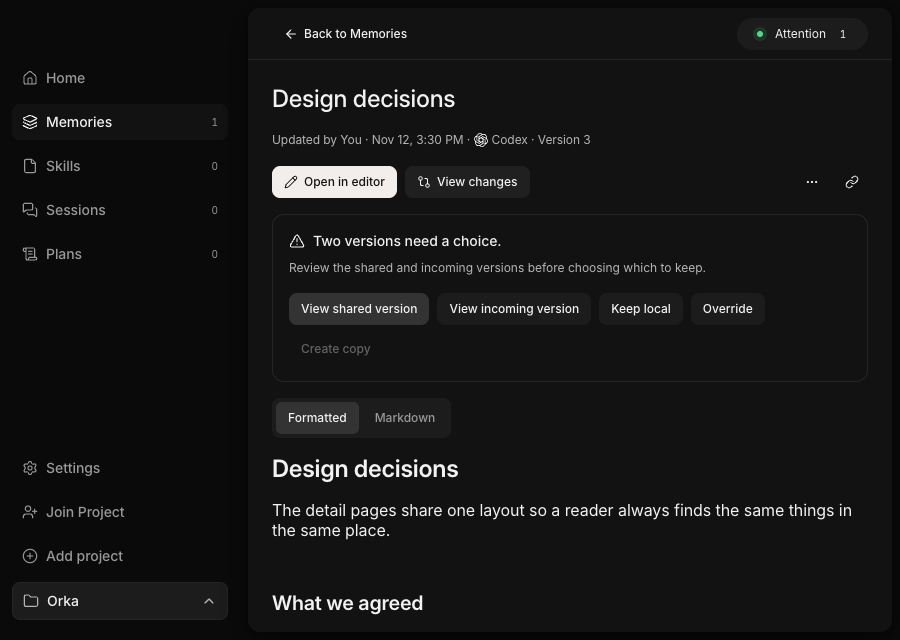 Back to Memories
Attention 1
Home
Memories 1
Skills 0
Sessions 0
Plans 0
Settings
Join Project
Add project
Orka
Design decisions
Updated by You · Nov 12, 3:30 PM · Codex · Version 3
Open in editor
View changes
Two versions need a choice.
Review the shared and incoming versions before choosing which to keep.
View shared version
View incoming version
Keep local
Override
Create copy
Formatted
Markdown
Design decisions
The detail pages share one layout so a reader always finds the same things in
the same place.
What we agreed